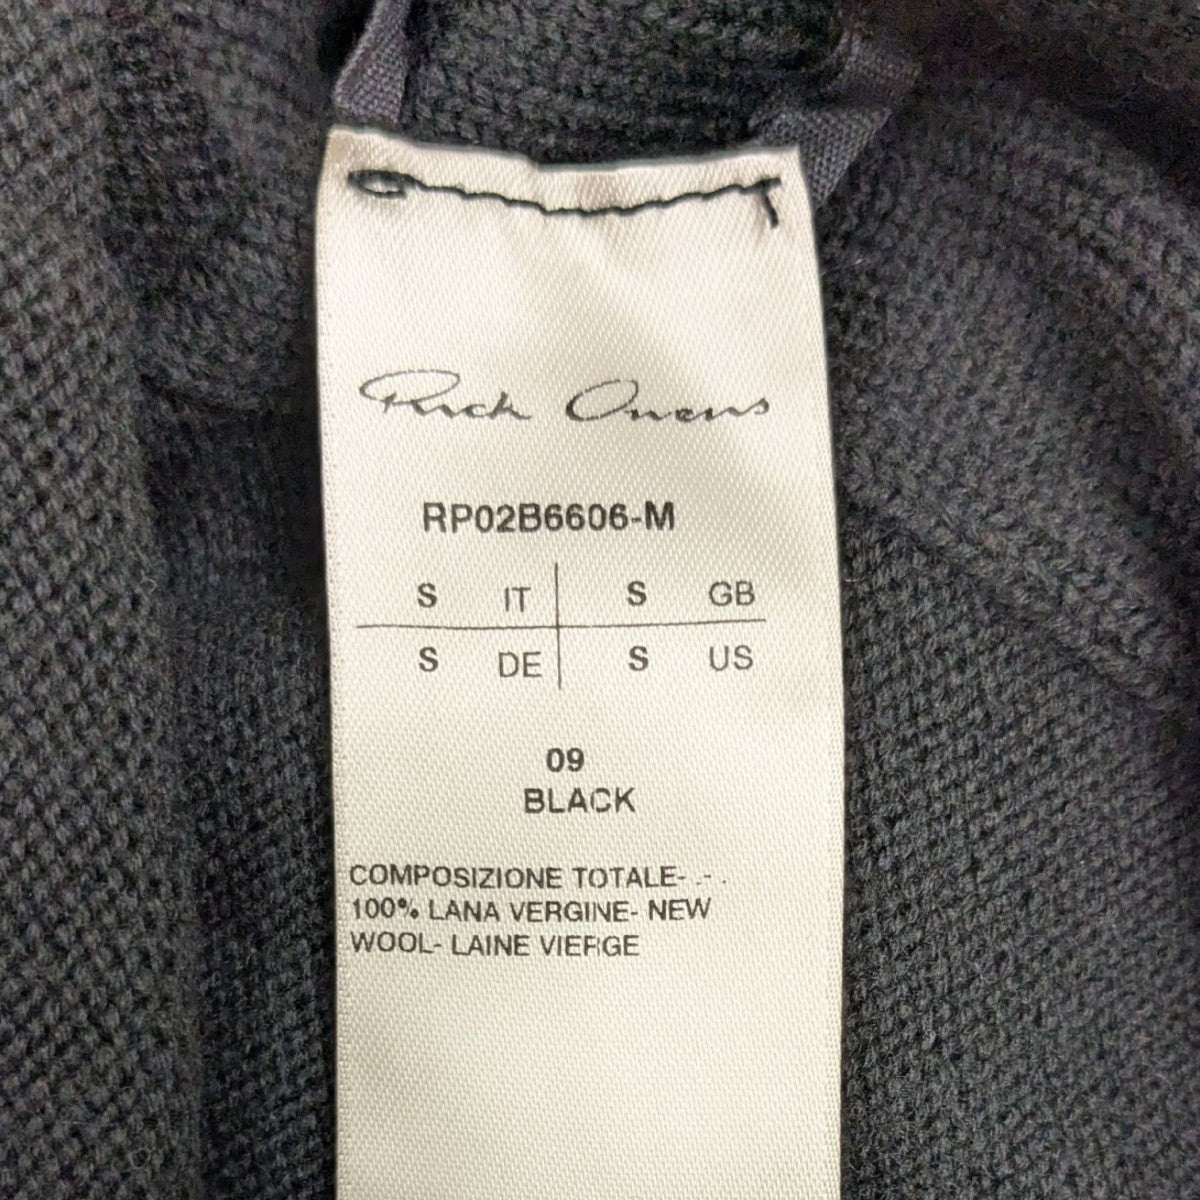 Rick Owens
RP02B6606-M
S IT S GB
S DE S US
09
BLACK
COMPOSIZIONE TOTALE- .- .
100% LANA VERGINE- NEW
WOOL- LAINE VIERGE